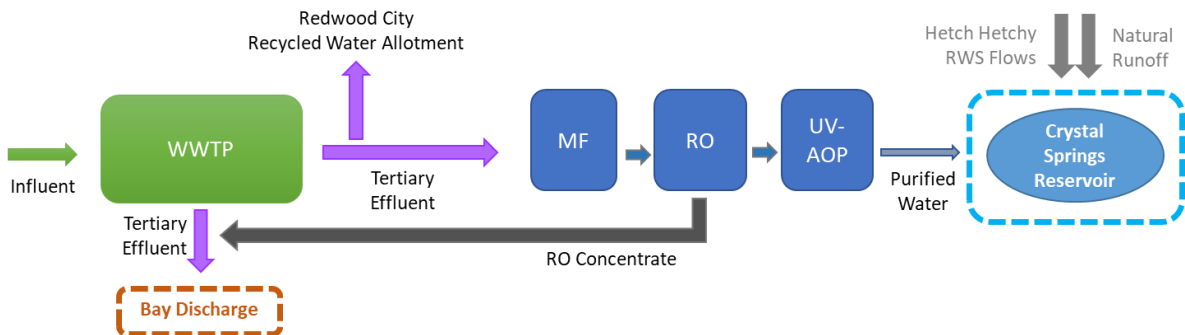 Redwood City
Recycled Water Allotment
Hetch Hetchy
RWS Flows
Natural
Runoff
Influent
WWTP
Tertiary
Effluent
MF
RO
UV-
AOP
Purified
Water
Crystal
Springs
Reservoir
Tertiary
Effluent
RO Concentrate
Bay Discharge